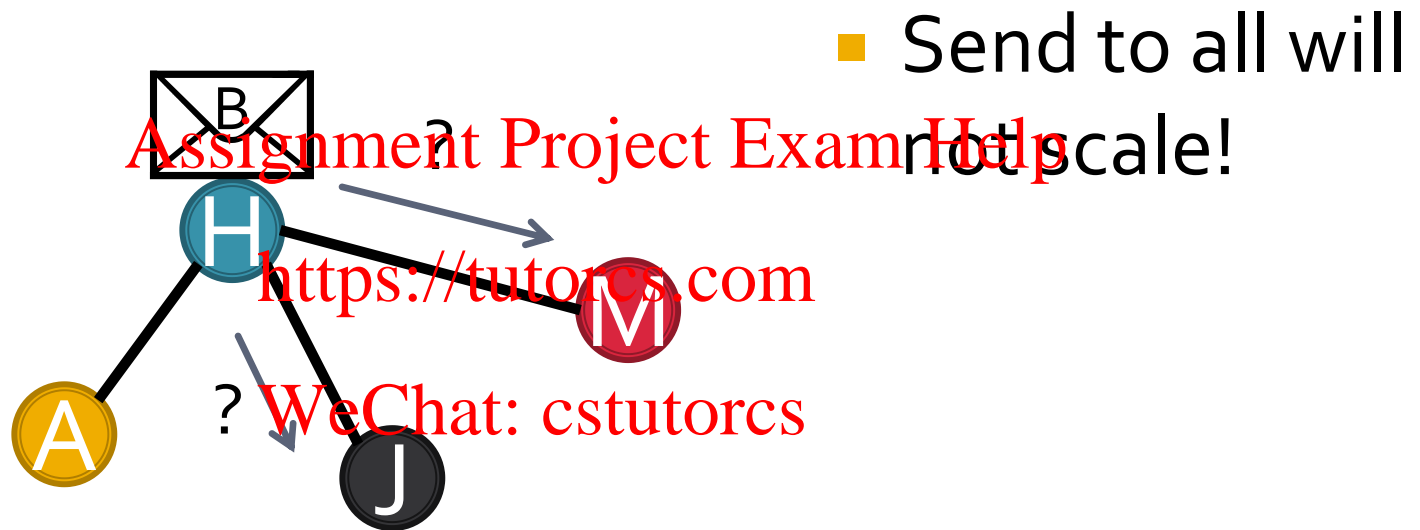 Send to all will
not scale!
B
?
Assignment Project Exam Help
H
https://tutorcs.com
M
?
WeChat: cstutorcs
A
J